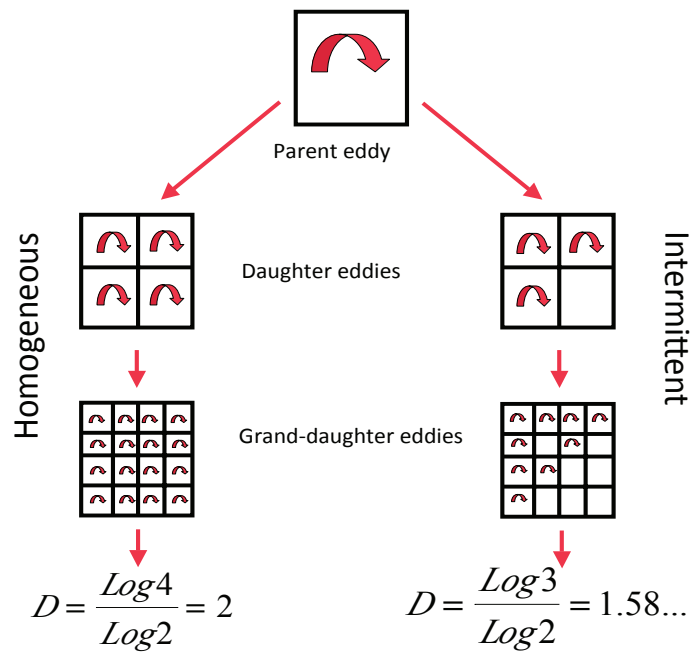 Parent eddy
Homogeneous
Daughter eddies
Intermittent
Grand-daughter eddies
D = Log4 / Log2 = 2
D = Log3 / Log2 = 1.58...